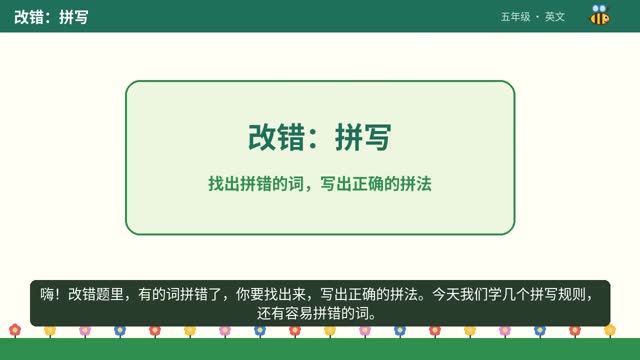 改错：拼写
五年级 · 英文
改错：拼写
找出拼错的词，写出正确的拼法
嗨！改错题里，有的词拼错了，你要找出来，写出正确的拼法。今天我们学几个拼写规则，
还有容易拼错的词。